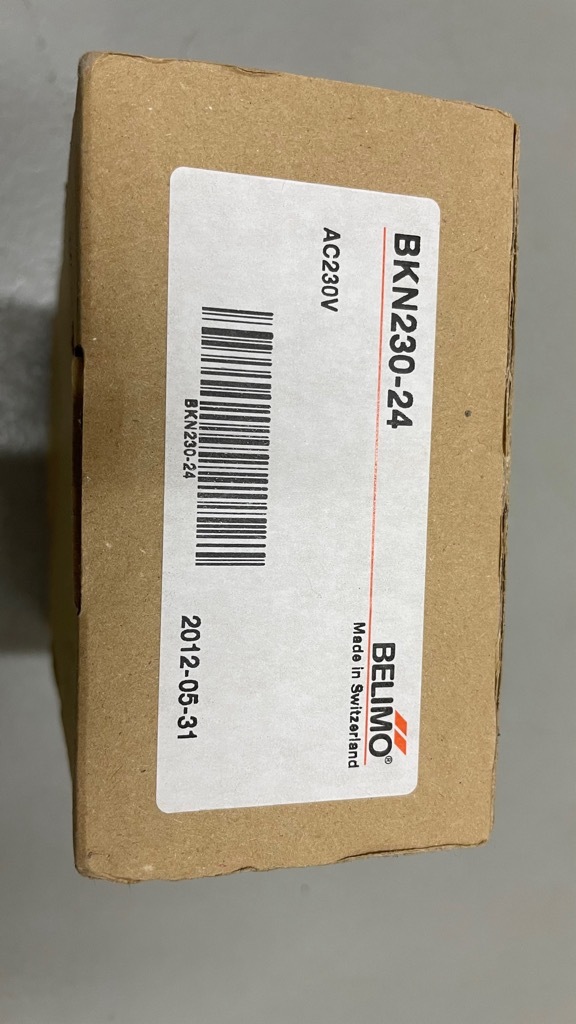 BKN230-24
AC230V
BELIMO®
Made in Switzerland
BKN230-24
2012-05-31